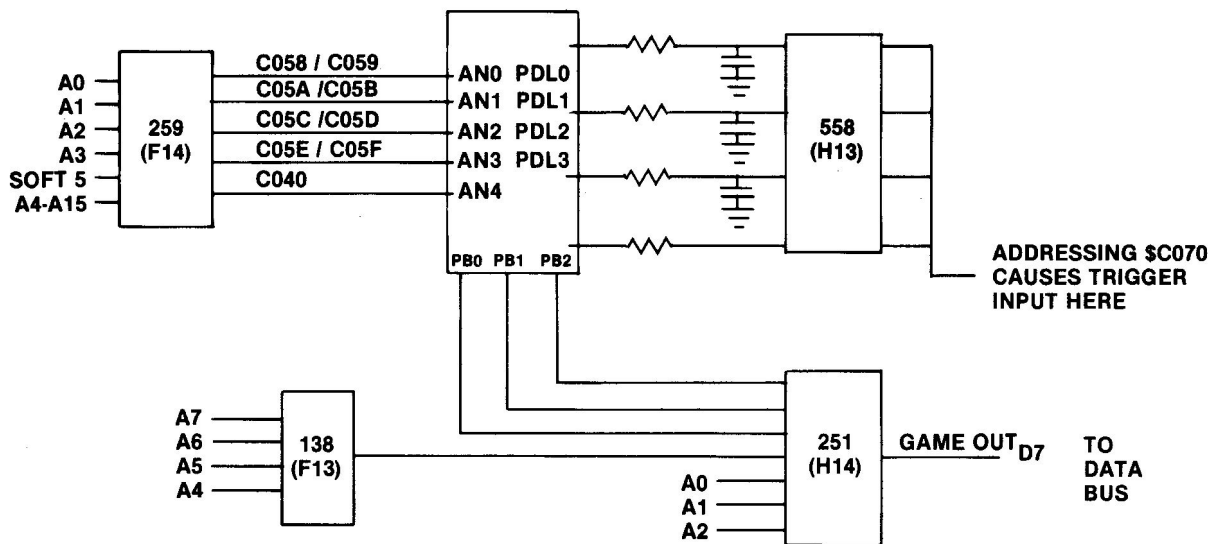 A0
A1
A2
A3
SOFT 5
A4-A15
259
(F14)
C058 / C059
C05A /C05B
C05C /C05D
C05E / C05F
C040
AN0 PDL0
AN1 PDL1
AN2 PDL2
AN3 PDL3
AN4
PB0 PB1 PB2
558
(H13)
ADDRESSING $C070
CAUSES TRIGGER
INPUT HERE
A7
A6
A5
A4
138
(F13)
A0
A1
A2
251
(H14)
GAME OUT D7
TO
DATA
BUS